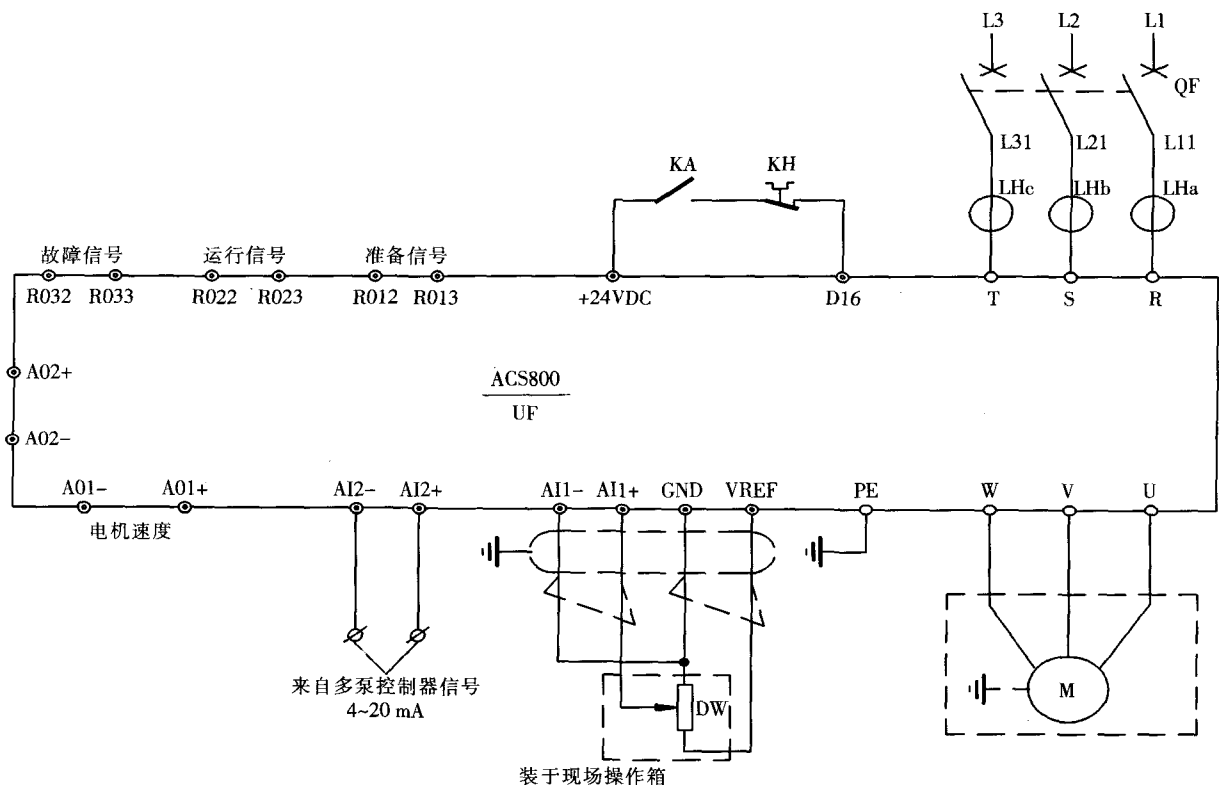 L3 L2 L1
QF
L31 L21 L11
KA KH
LHc LHb LHa
故障信号 运行信号 准备信号
R032 R033 R022 R023 R012 R013 +24VDC D16 T S R
A02+
ACS800
UF
A02-
A01- A01+ AI2- AI2+ AI1- AI1+ GND VREF PE W V U
电机速度
来自多泵控制器信号
4~20 mA
DW
M
装于现场操作箱